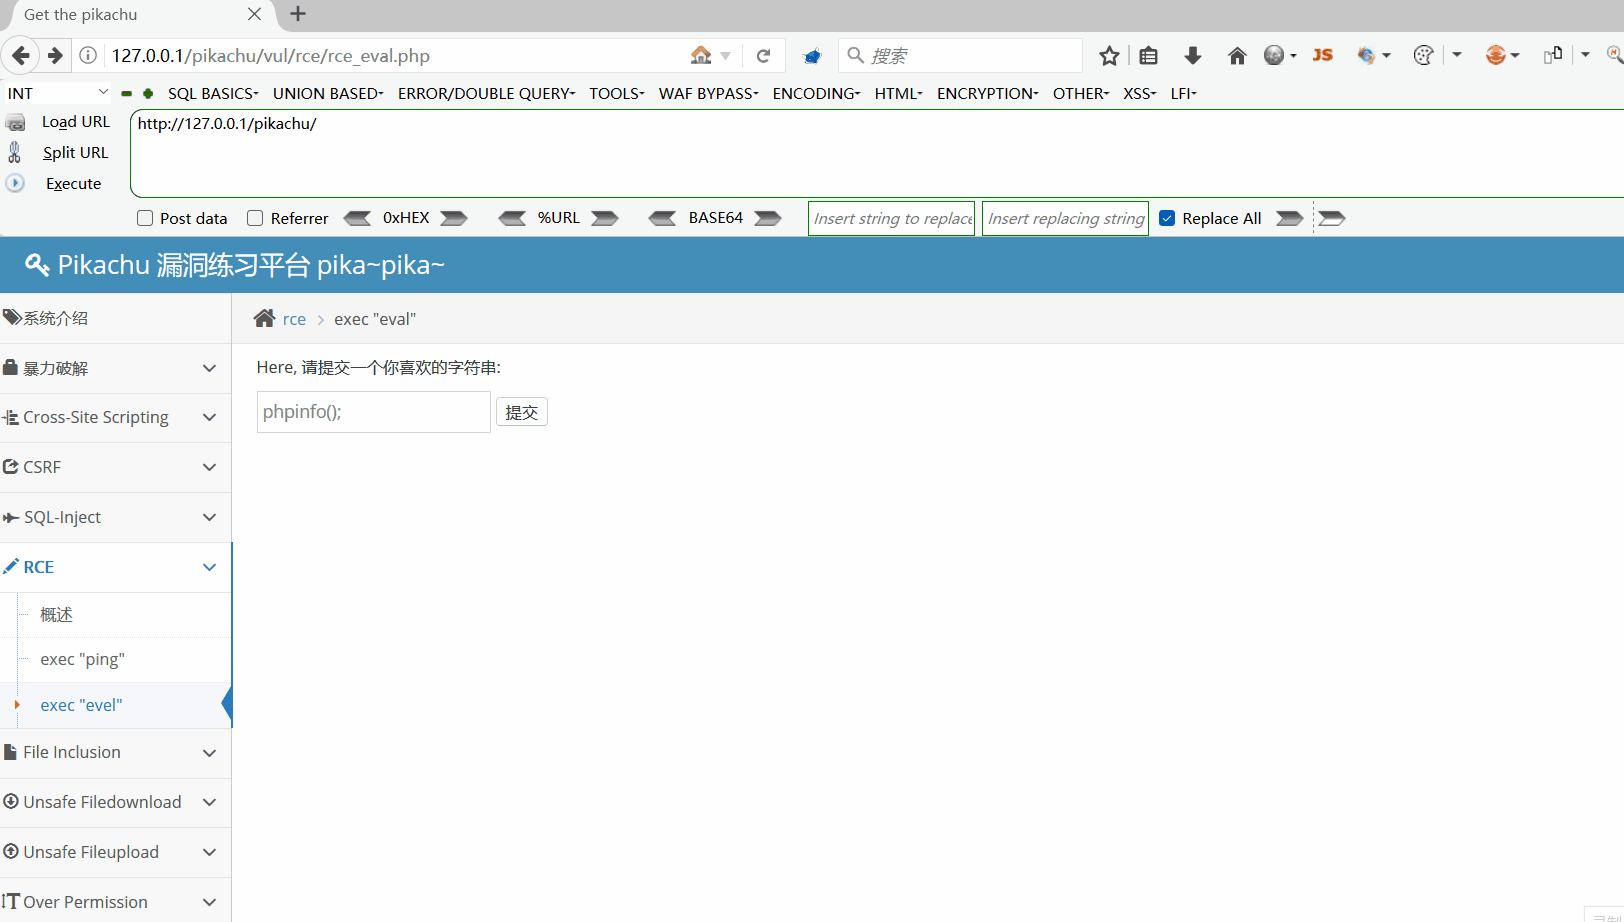 Get the pikachu
127.0.0.1/pikachu/vul/rce/rce_eval.php
搜索
JS
INT
SQL BASICS
UNION BASED
ERROR/DOUBLE QUERY
TOOLS
WAF BYPASS
ENCODING
HTML
ENCRYPTION
OTHER
XSS
LFI
Load URL
http://127.0.0.1/pikachu/
Split URL
Execute
Post data
Referrer
0xHEX
%URL
BASE64
Insert string to replace
Insert replacing string
Replace All
Pikachu 漏洞练习平台 pika~pika~
系统介绍
rce
exec "eval"
暴力破解
Here, 请提交一个你喜欢的字符串:
phpinfo();
提交
Cross-Site Scripting
CSRF
SQL-Inject
RCE
概述
exec "ping"
exec "evel"
File Inclusion
Unsafe Filedownload
Unsafe Fileupload
Over Permission